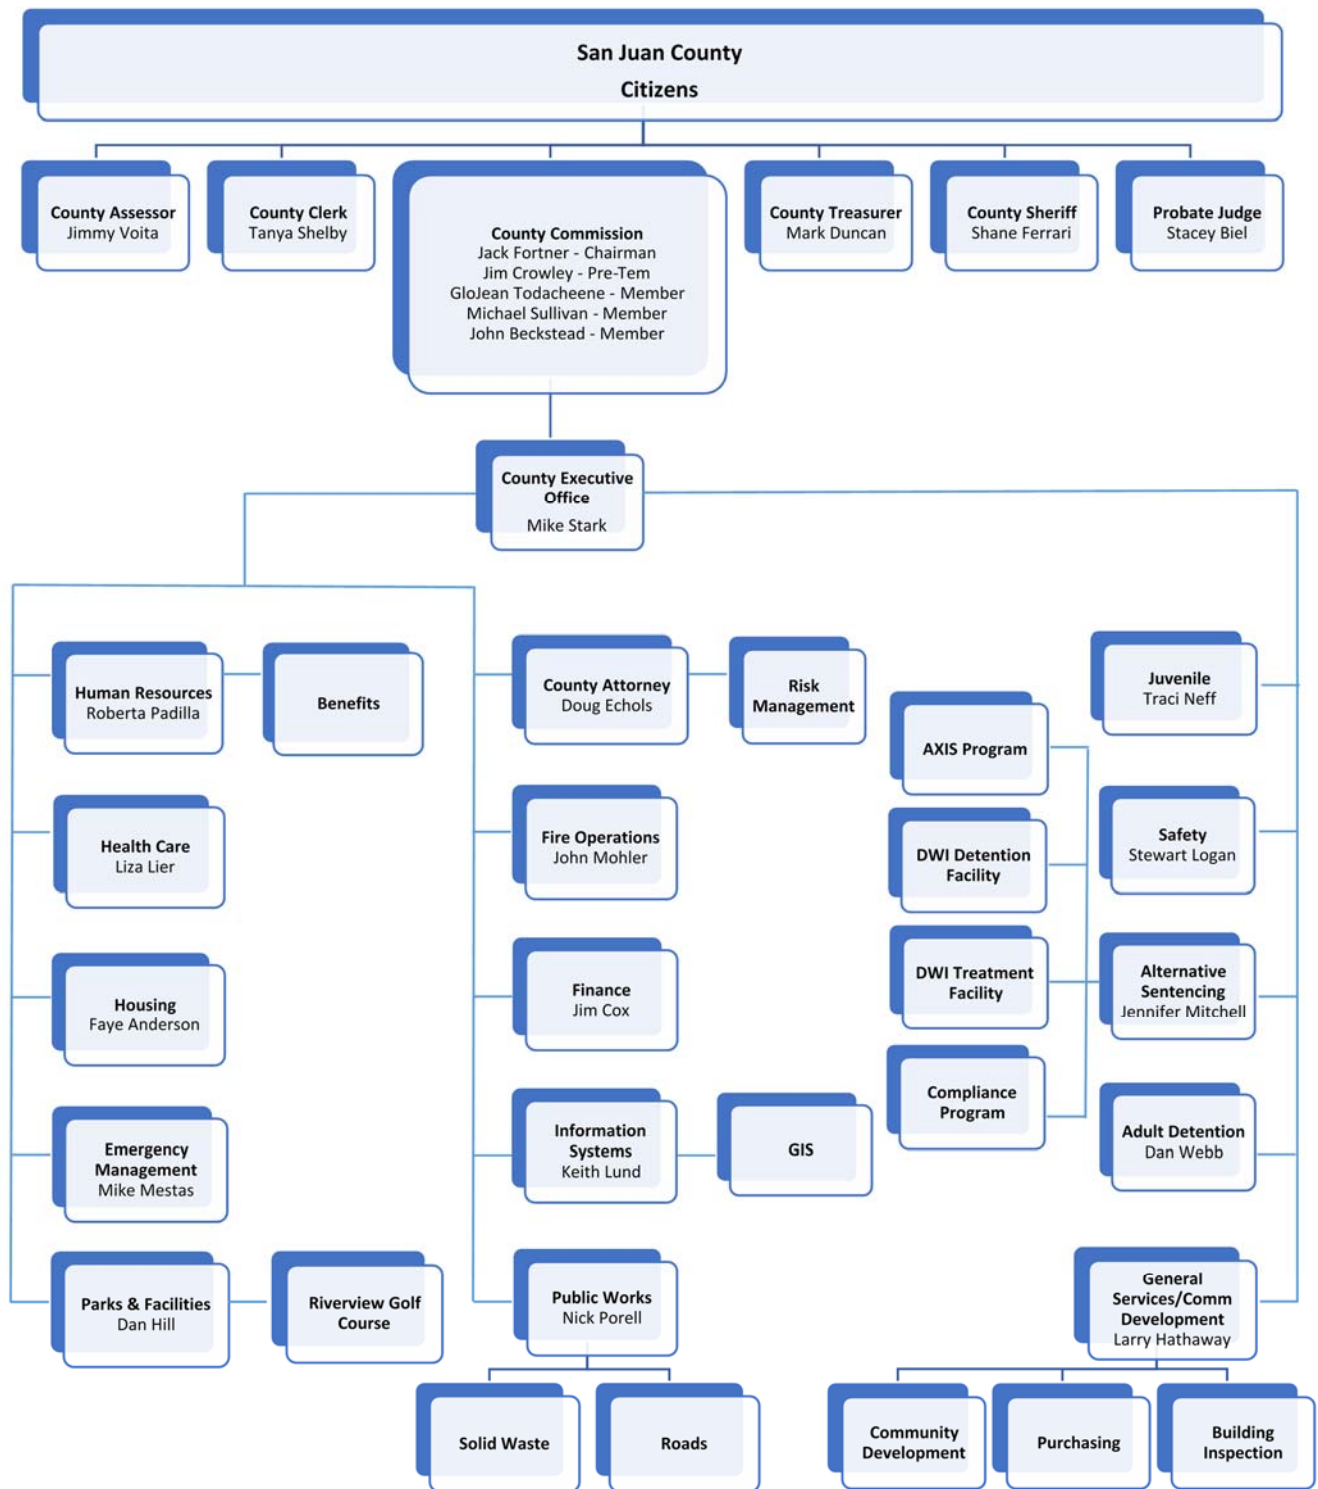 San Juan County
Citizens
County Assessor
Jimmy Voita
County Clerk
Tanya Shelby
County Commission
Jack Fortner - Chairman
Jim Crowley - Pre-Tem
GloJean Todacheene - Member
Michael Sullivan - Member
John Beckstead - Member
County Treasurer
Mark Duncan
County Sheriff
Shane Ferrari
Probate Judge
Stacey Biel
County Executive
Office
Mike Stark
Human Resources
Roberta Padilla
Benefits
County Attorney
Doug Echols
Risk
Management
AXIS Program
Juvenile
Traci Neff
Health Care
Liza Lier
Fire Operations
John Mohler
DWI Detention
Facility
Safety
Stewart Logan
Housing
Faye Anderson
Finance
Jim Cox
DWI Treatment
Facility
Alternative
Sentencing
Jennifer Mitchell
Emergency
Management
Mike Mestas
Information
Systems
Keith Lund
GIS
Compliance
Program
Adult Detention
Dan Webb
Parks & Facilities
Dan Hill
Riverview Golf
Course
Public Works
Nick Porell
General
Services/Comm
Development
Larry Hathaway
Solid Waste
Roads
Community
Development
Purchasing
Building
Inspection